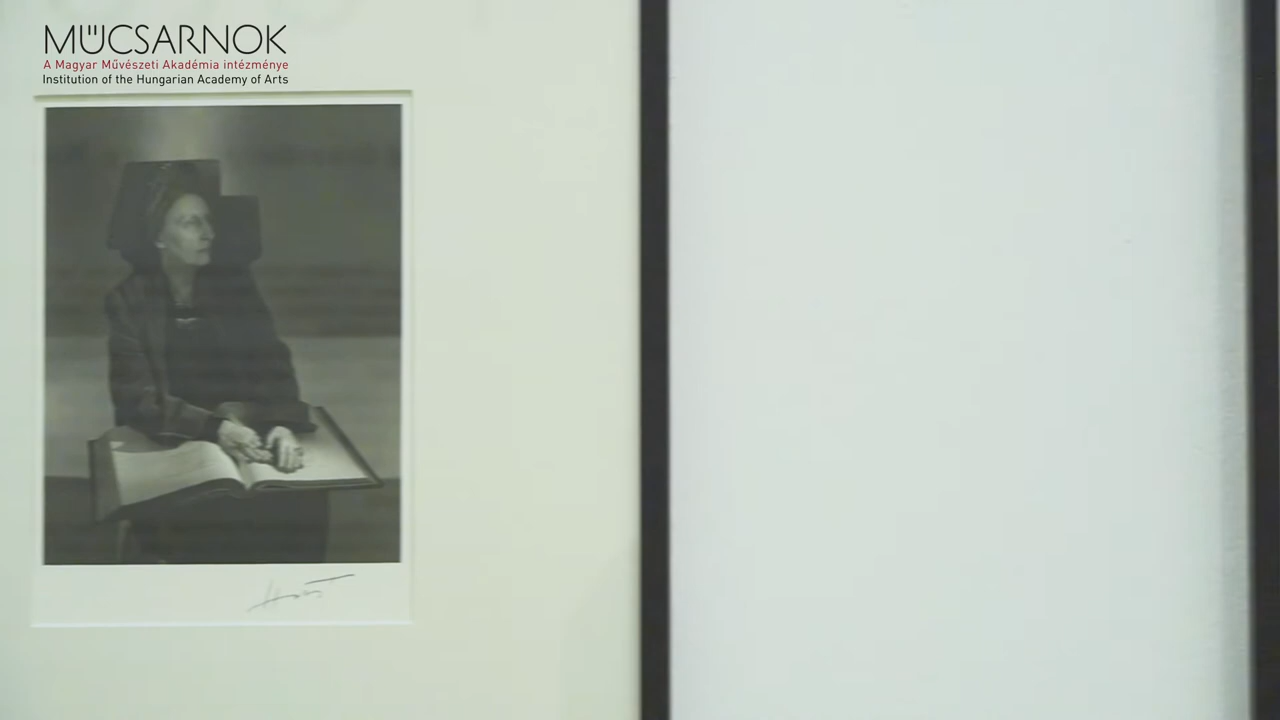 MŰCSARNOK
A Magyar Művészeti Akadémia intézménye
Institution of the Hungarian Academy of Arts